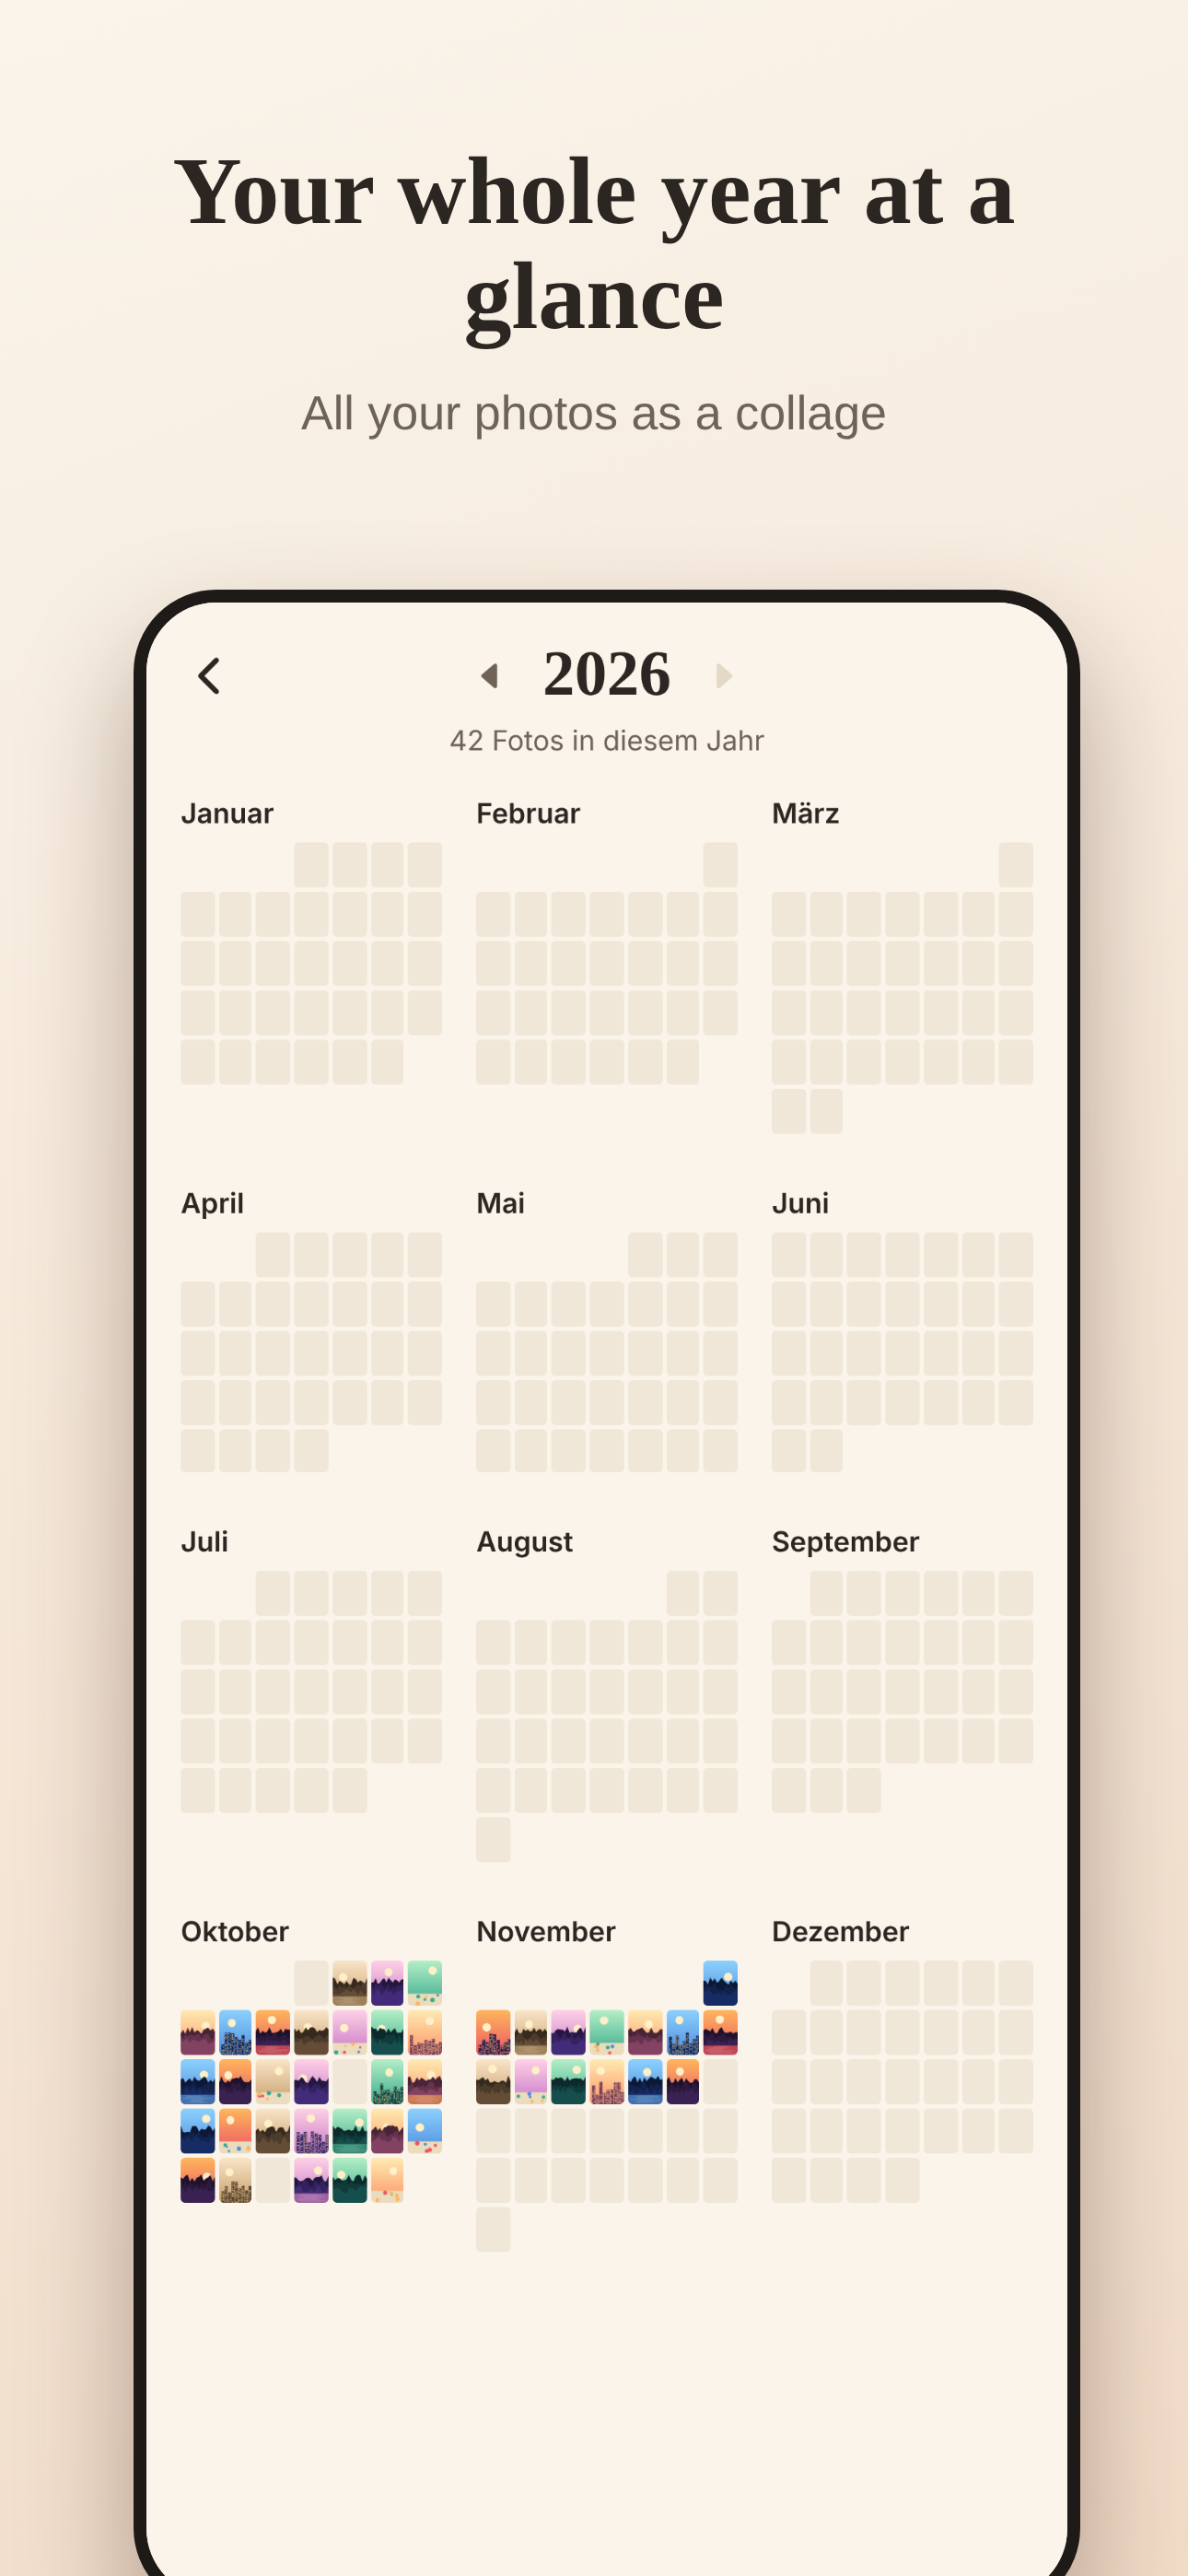 Your whole year at a
glance
All your photos as a collage
2026
42 Fotos in diesem Jahr
Januar
Februar
März
April
Mai
Juni
Juli
August
September
Oktober
November
Dezember